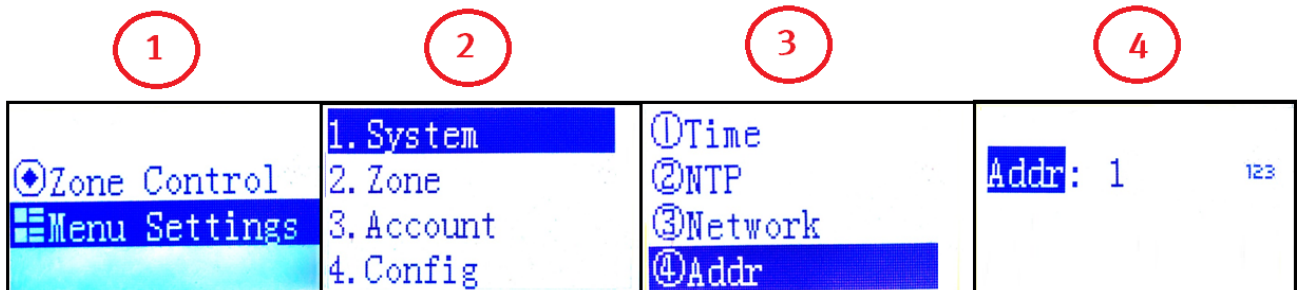 1
2
3
4
Zone Control
Menu Settings
1.System
2.Zone
3.Account
4.Config
①Time
②NTP
③Network
④Addr
Addr: 1 123